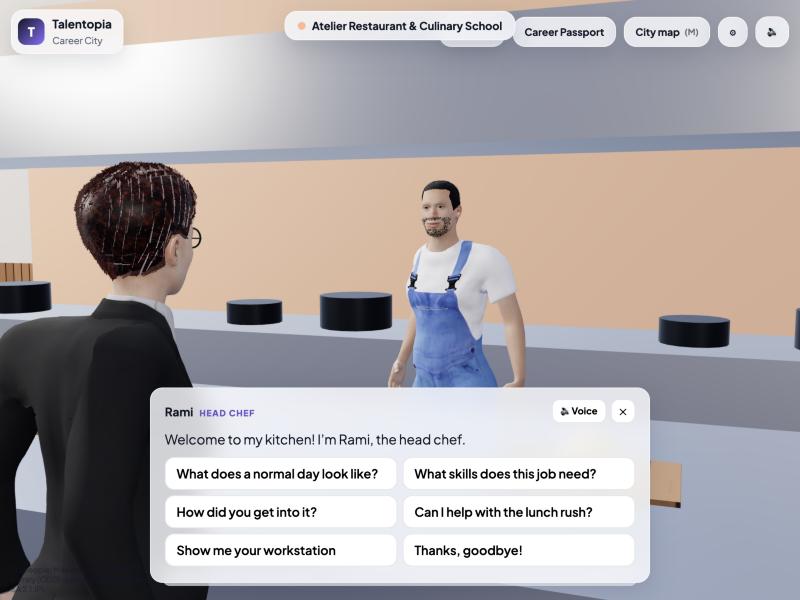 T
Talentopia
Career City
Atelier Restaurant & Culinary School
Career Passport
City map (M)
Rami HEAD CHEF
Voice
×
Welcome to my kitchen! I'm Rami, the head chef.
What does a normal day look like?
What skills does this job need?
How did you get into it?
Can I help with the lunch rush?
Show me your workstation
Thanks, goodbye!